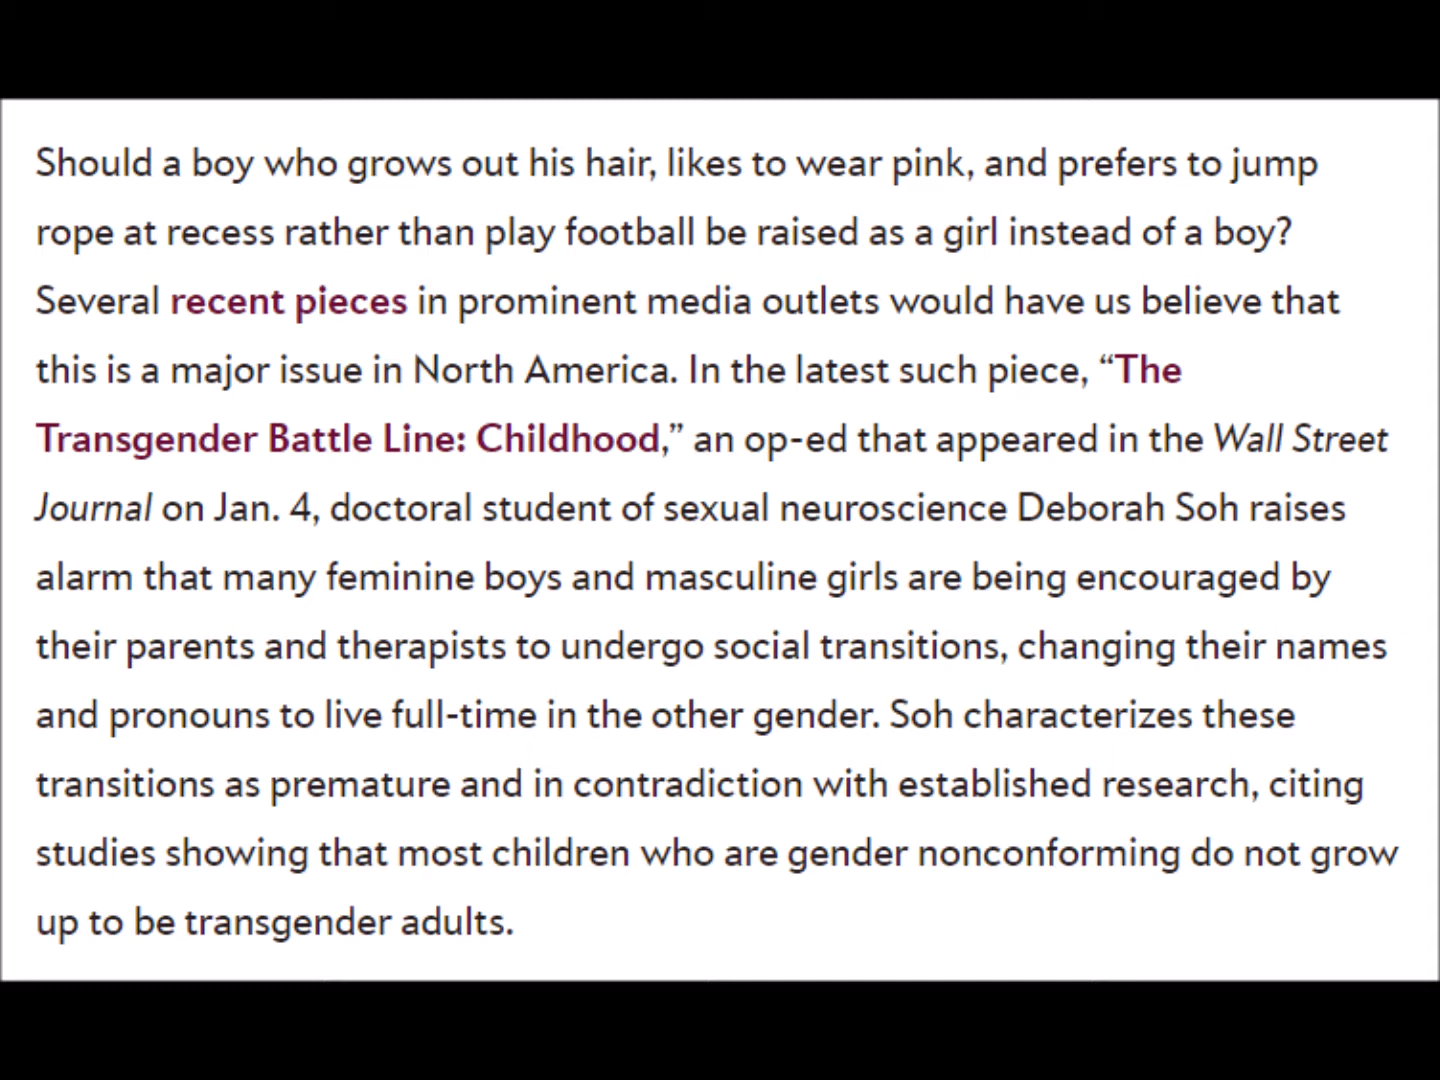 Should a boy who grows out his hair, likes to wear pink, and prefers to jump
rope at recess rather than play football be raised as a girl instead of a boy?
Several recent pieces in prominent media outlets would have us believe that
this is a major issue in North America. In the latest such piece, “The
Transgender Battle Line: Childhood,” an op-ed that appeared in the Wall Street
Journal on Jan. 4, doctoral student of sexual neuroscience Deborah Soh raises
alarm that many feminine boys and masculine girls are being encouraged by
their parents and therapists to undergo social transitions, changing their names
and pronouns to live full-time in the other gender. Soh characterizes these
transitions as premature and in contradiction with established research, citing
studies showing that most children who are gender nonconforming do not grow
up to be transgender adults.